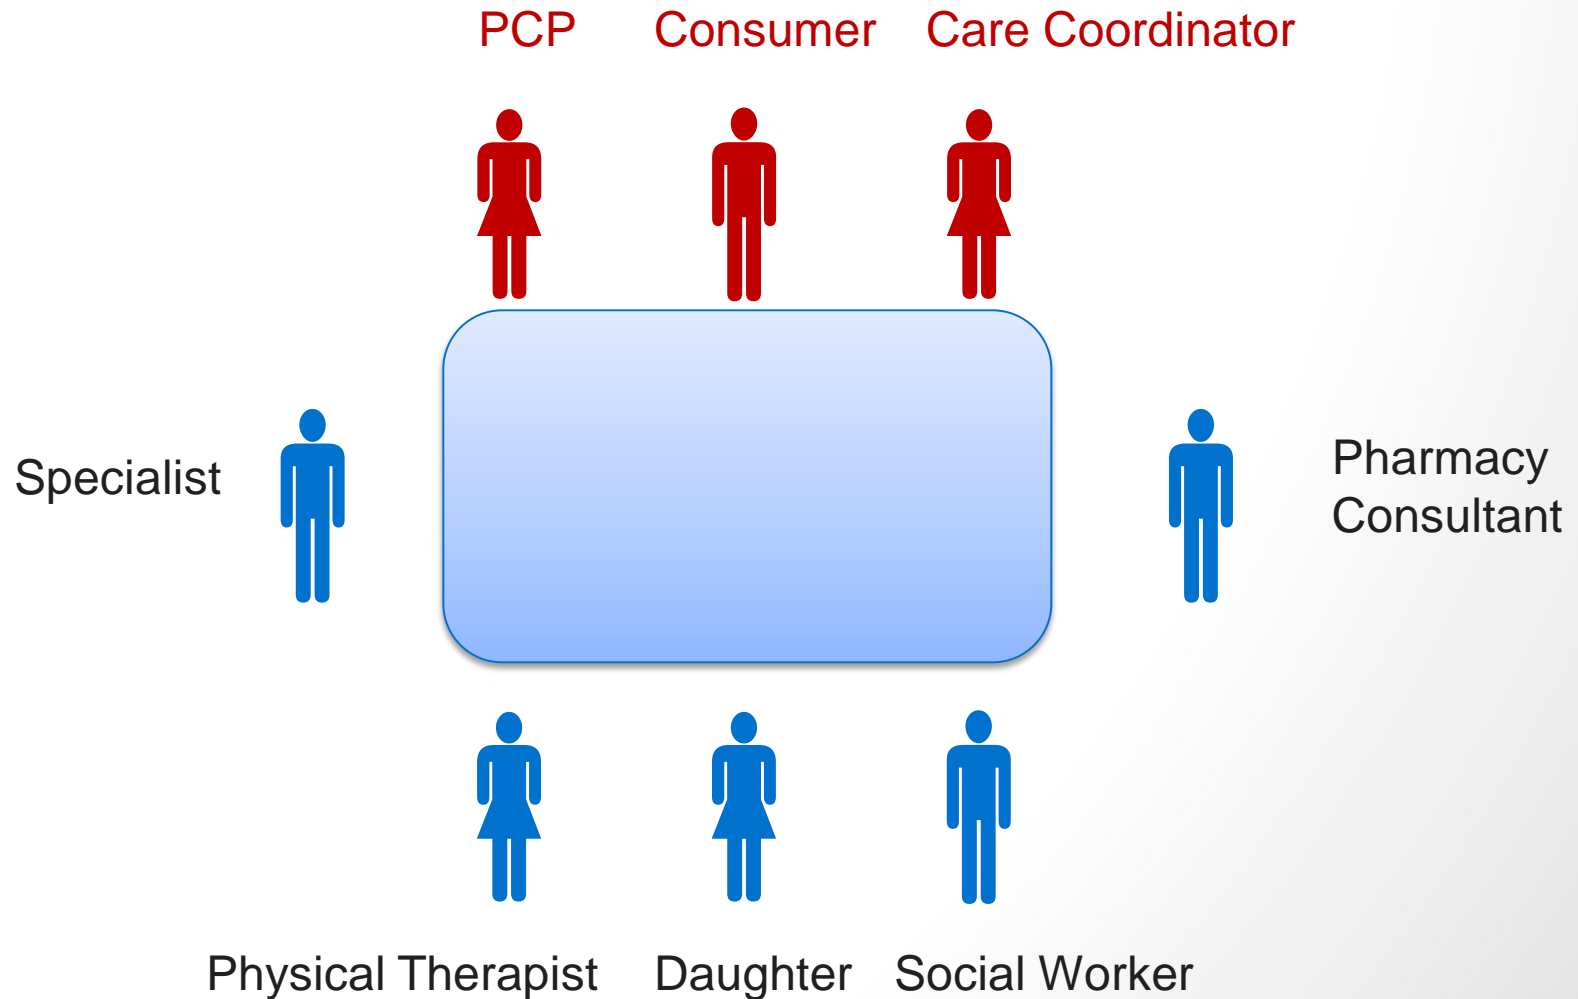 PCP Consumer Care Coordinator
Specialist
Pharmacy
Consultant
Physical Therapist Daughter Social Worker